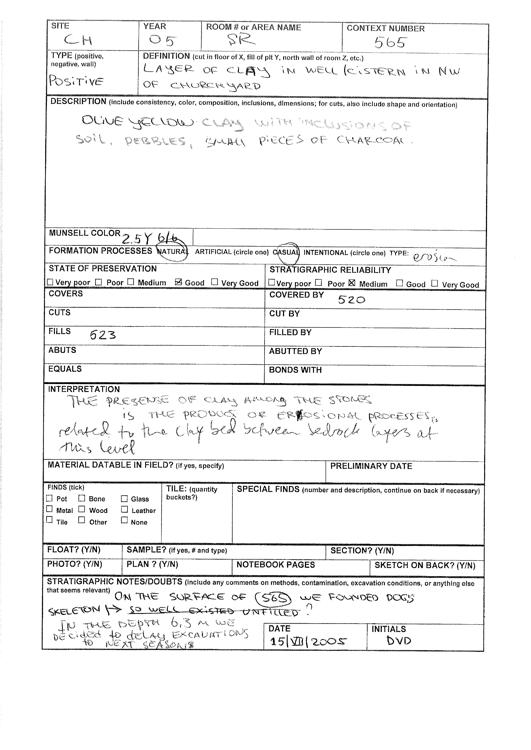 SITE YEAR ROOM # or AREA NAME CONTEXT NUMBER
CH 05 SR 565
TYPE (positive, negative, wall) DEFINITION (cut in floor of X, fill of pit Y, north wall of room Z, etc.)
POSITIVE LAYER OF CLAY IN WELL/CISTERN IN NW
OF CHURCHYARD
DESCRIPTION (include consistency, color, composition, inclusions, dimensions; for cuts, also include shape and orientation)
OLIVE YELLOW CLAY WITH INCLUSIONS OF
SOIL, PEBBLES, SMALL PIECES OF CHARCOAL.
MUNSELL COLOR 2.5Y 6/6
FORMATION PROCESSES NATURAL ARTIFICIAL (circle one) CASUAL INTENTIONAL (circle one) TYPE: erosion
STATE OF PRESERVATION STRATIGRAPHIC RELIABILITY
☐ Very poor ☐ Poor ☐ Medium ☒ Good ☐ Very Good ☐ Very poor ☐ Poor ☒ Medium ☐ Good ☐ Very Good
COVERS COVERED BY 520
CUTS CUT BY
FILLS 523 FILLED BY
ABUTS ABUTTED BY
EQUALS BONDS WITH
INTERPRETATION
THE PRESENSE OF CLAY AMONG THE STONES
IS THE PRODUCT OF EROSIONAL PROCESSES,
related to the clay bed between bedrock layers at
this level
MATERIAL DATABLE IN FIELD? (if yes, specify) PRELIMINARY DATE
FINDS (tick) TILE: (quantity buckets?) SPECIAL FINDS (number and description, continue on back if necessary)
☐ Pot ☐ Bone ☐ Glass
☐ Metal ☐ Wood ☐ Leather
☐ Tile ☐ Other ☐ None
FLOAT? (Y/N) SAMPLE? (if yes, # and type) SECTION? (Y/N)
PHOTO? (Y/N) PLAN ? (Y/N) NOTEBOOK PAGES SKETCH ON BACK? (Y/N)
STRATIGRAPHIC NOTES/DOUBTS (include any comments on methods, contamination, excavation conditions, or anything else
that seems relevant) ON THE SURFACE OF (565) WE FOUNDED DOG'S
SKELETON → SO WELL EXISTED UNFILLED?
IN THE DEPTH 6,3 M WE
DECIDED TO DELAY EXCAVATIONS
TO NEXT SEASONS
DATE INITIALS
15/VII/2005 DVD